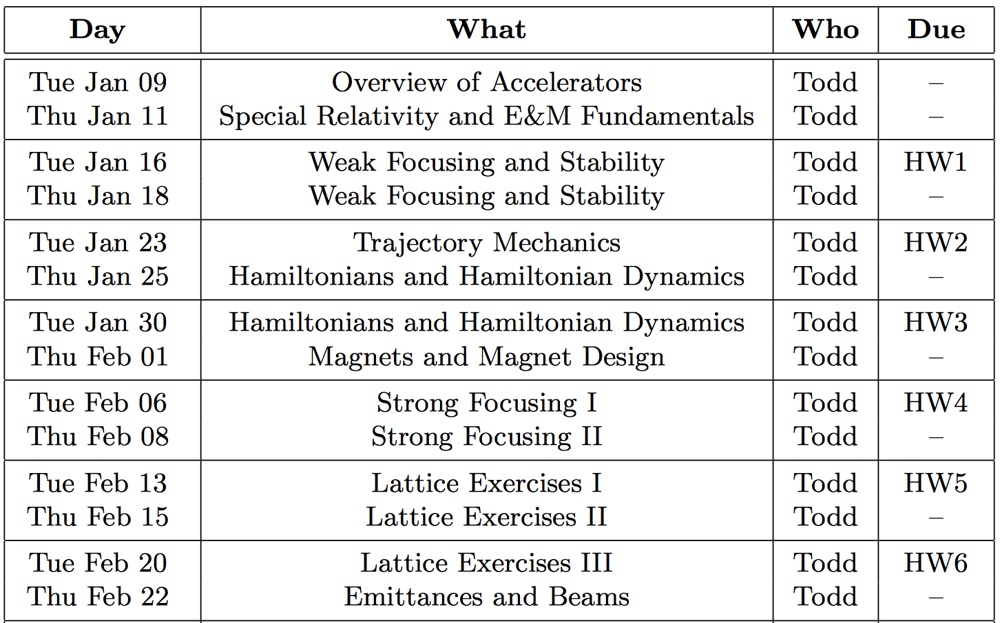 Day What Who Due
Tue Jan 09 Overview of Accelerators Todd –
Thu Jan 11 Special Relativity and E&M Fundamentals Todd –
Tue Jan 16 Weak Focusing and Stability Todd HW1
Thu Jan 18 Weak Focusing and Stability Todd –
Tue Jan 23 Trajectory Mechanics Todd HW2
Thu Jan 25 Hamiltonians and Hamiltonian Dynamics Todd –
Tue Jan 30 Hamiltonians and Hamiltonian Dynamics Todd HW3
Thu Feb 01 Magnets and Magnet Design Todd –
Tue Feb 06 Strong Focusing I Todd HW4
Thu Feb 08 Strong Focusing II Todd –
Tue Feb 13 Lattice Exercises I Todd HW5
Thu Feb 15 Lattice Exercises II Todd –
Tue Feb 20 Lattice Exercises III Todd HW6
Thu Feb 22 Emittances and Beams Todd –